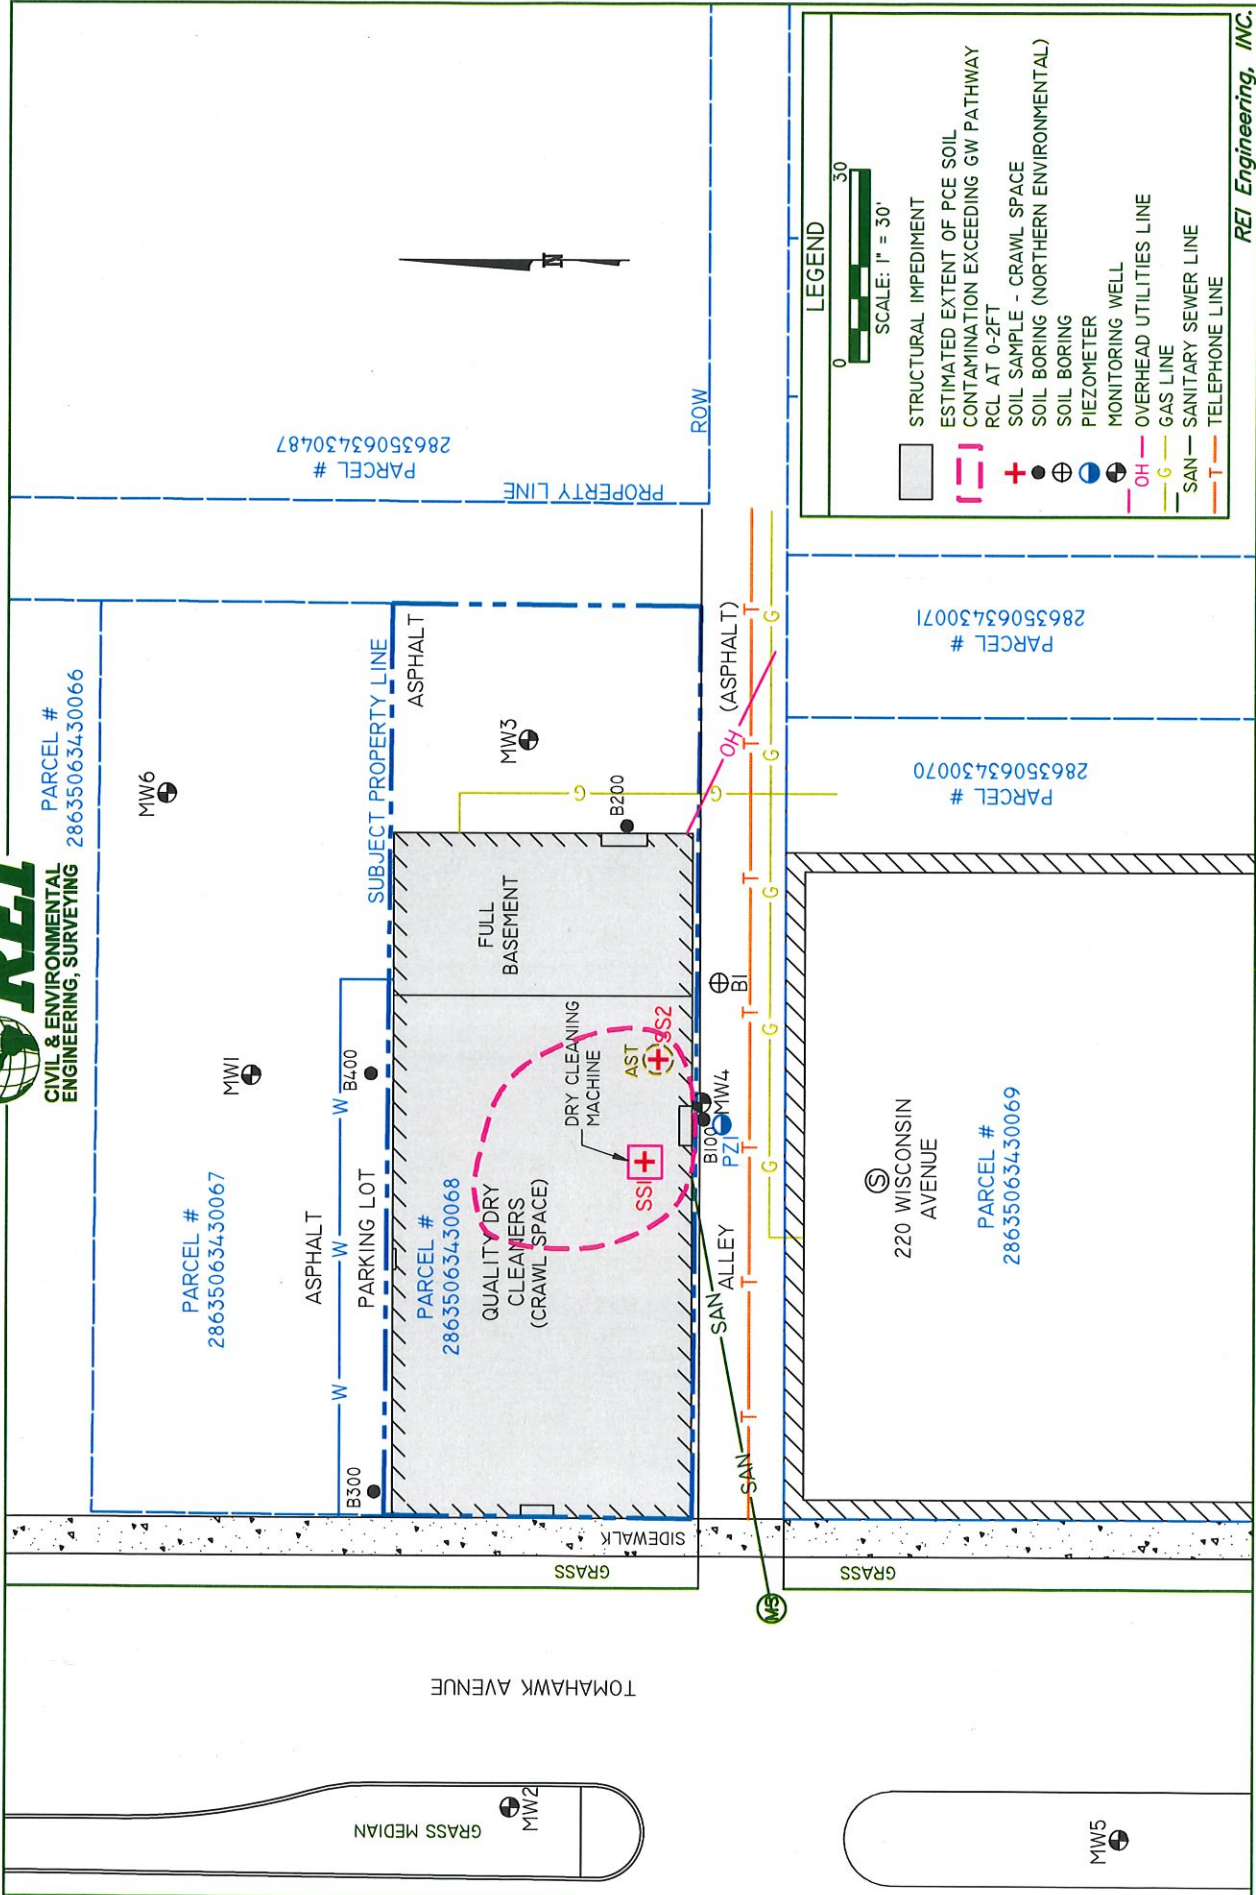 REI
CIVIL & ENVIRONMENTAL
ENGINEERING, SURVEYING
PARCEL #
28635063430066
MW6
MW1
PARCEL #
28635063430067
ASPHALT
PARKING LOT
W
W
W
B400
B300
SUBJECT PROPERTY LINE
ASPHALT
MW3
PARCEL #
28635063430068
QUALITY DRY
CLEANERS
(CRAWL SPACE)
FULL
BASEMENT
DRY CLEANING
MACHINE
AST
SS2
SS1
B200
B100
MW4
PZ1
B1
G
G
OH
(ASPHALT)
ALLEY
SAN
SAN
T
T
T
T
T
T
G
G
G
G
G
MS
SIDEWALK
GRASS
GRASS
TOMAHAWK AVENUE
GRASS MEDIAN
MW2
MW5
S
220 WISCONSIN
AVENUE
PARCEL #
28635063430069
PARCEL #
28635063430070
PARCEL #
28635063430071
PARCEL #
28635063430487
PROPERTY LINE
ROW
N
LEGEND
0 30
SCALE: 1" = 30'
STRUCTURAL IMPEDIMENT
ESTIMATED EXTENT OF PCE SOIL
CONTAMINATION EXCEEDING GW PATHWAY
RCL AT 0-2FT
SOIL SAMPLE - CRAWL SPACE
SOIL BORING (NORTHERN ENVIRONMENTAL)
SOIL BORING
PIEZOMETER
MONITORING WELL
OH OVERHEAD UTILITIES LINE
G GAS LINE
SAN SANITARY SEWER LINE
T TELEPHONE LINE
REI Engineering, INC.